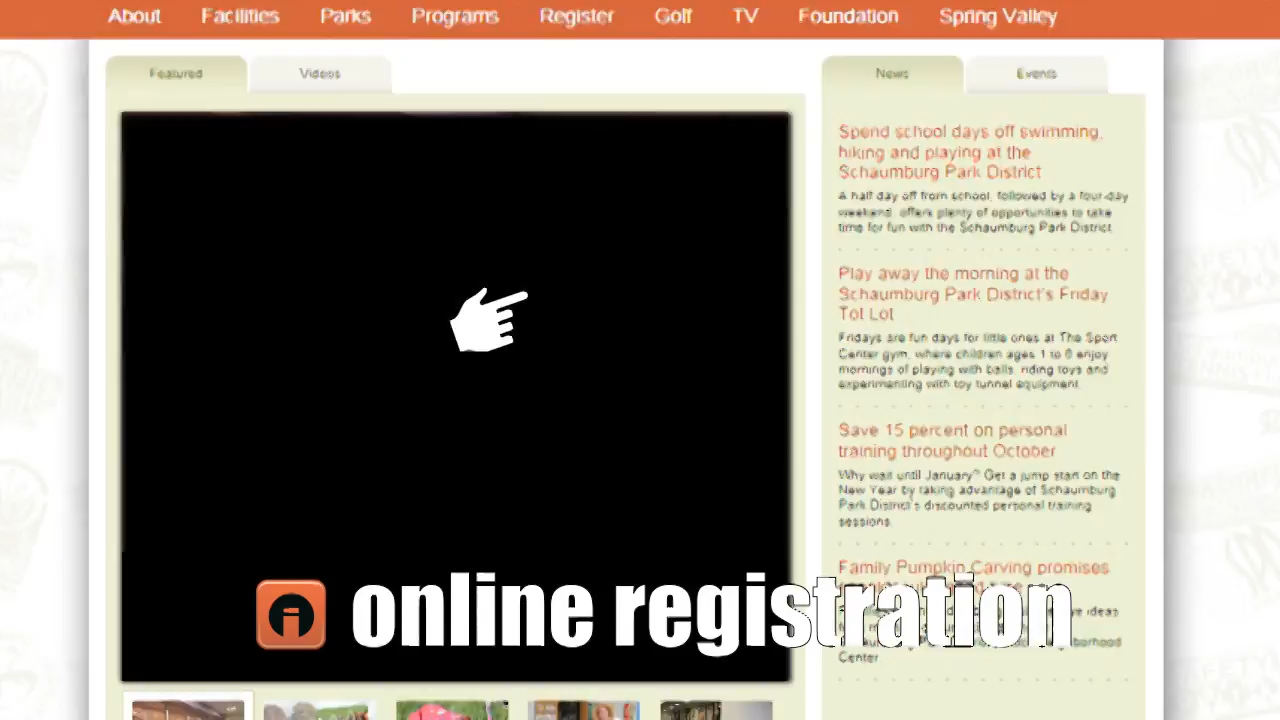 About Facilities Parks Programs Register Golf TV Foundation Spring Valley
Featured Videos
News Events
Spend school days off swimming,
hiking and playing at the
Schaumburg Park District
A half day off from school, followed by a four-day
weekend, offers plenty of opportunities to take
time for fun with the Schaumburg Park District.
Play away the morning at the
Schaumburg Park District's Friday
Tot Lot
Fridays are fun days for little ones at The Sport
Center gym, where children ages 1 to 6 enjoy
mornings of playing with balls, riding toys and
experimenting with toy tunnel equipment.
Save 15 percent on personal
training throughout October
Why wait until January? Get a jump start on the
New Year by taking advantage of Schaumburg
Park District's discounted personal training
sessions.
Family Pumpkin Carving promises
ideas
Center
online registration